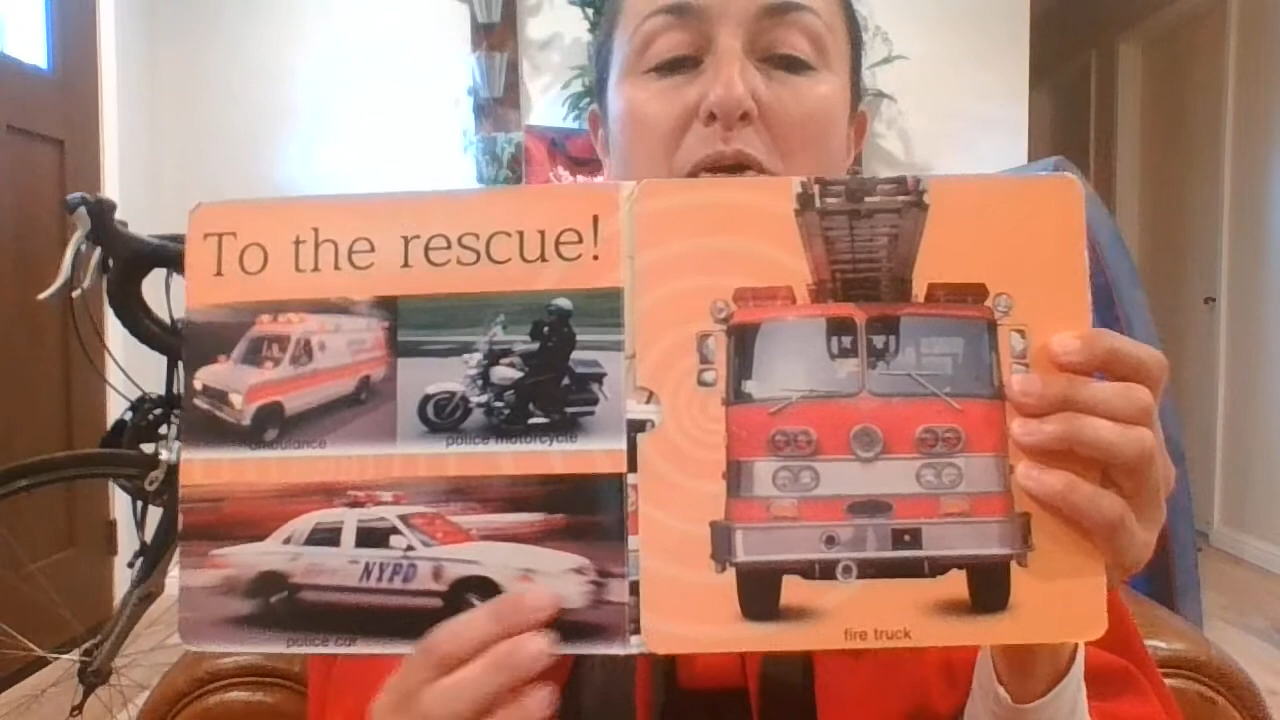 To the rescue!
ambulance
police motorcycle
NYPD
police car
fire truck